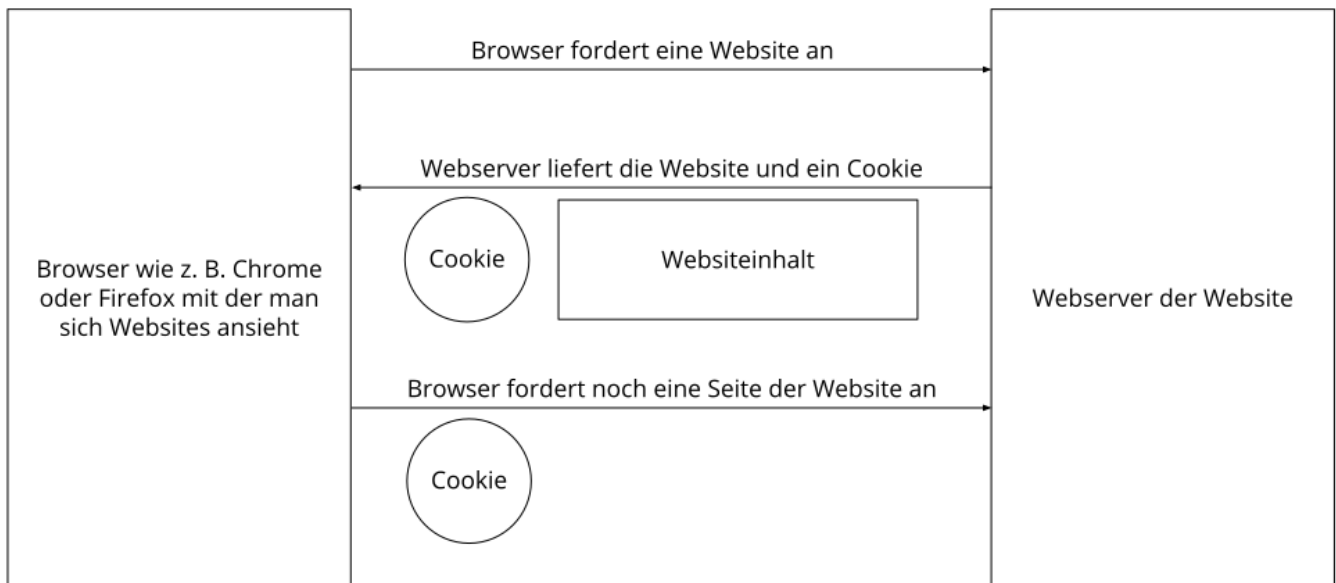 Browser fordert eine Website an
Webserver liefert die Website und ein Cookie
Cookie
Websiteinhalt
Browser wie z. B. Chrome
oder Firefox mit der man
sich Websites ansieht
Webserver der Website
Browser fordert noch eine Seite der Website an
Cookie